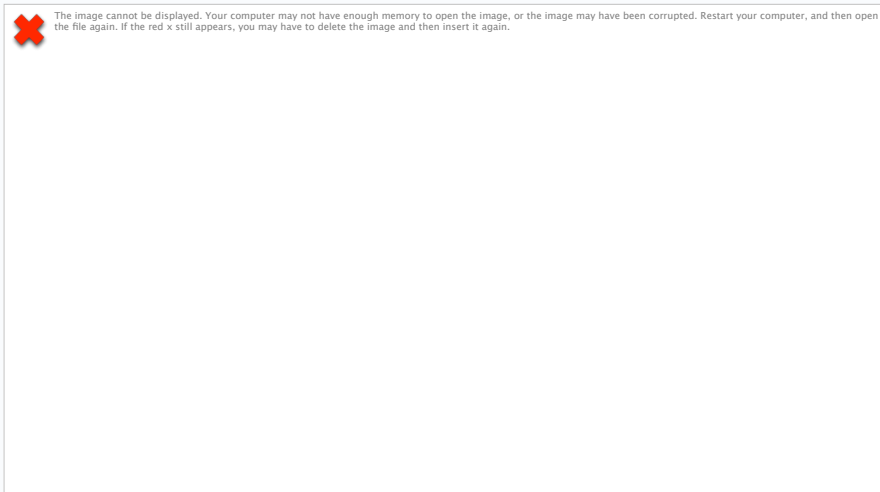 The image cannot be displayed. Your computer may not have enough memory to open the image, or the image may have been corrupted. Restart your computer, and then open
the file again. If the red x still appears, you may have to delete the image and then insert it again.